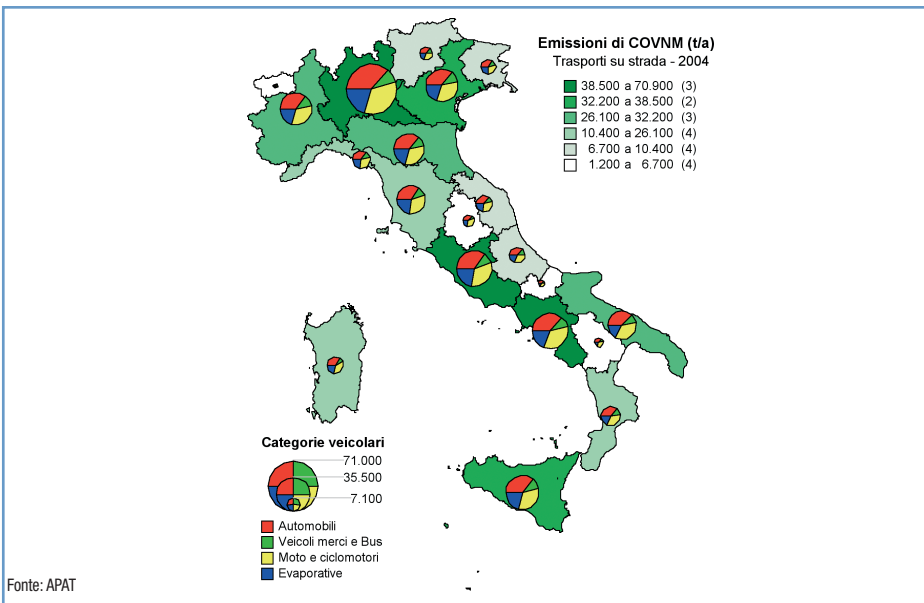 Emissioni di COVNM (t/a)
Trasporti su strada - 2004
38.500 a 70.900 (3)
32.200 a 38.500 (2)
26.100 a 32.200 (3)
10.400 a 26.100 (4)
6.700 a 10.400 (4)
1.200 a 6.700 (4)
Categorie veicolari
71.000
35.500
7.100
Automobili
Veicoli merci e Bus
Moto e ciclomotori
Evaporative
Fonte: APAT